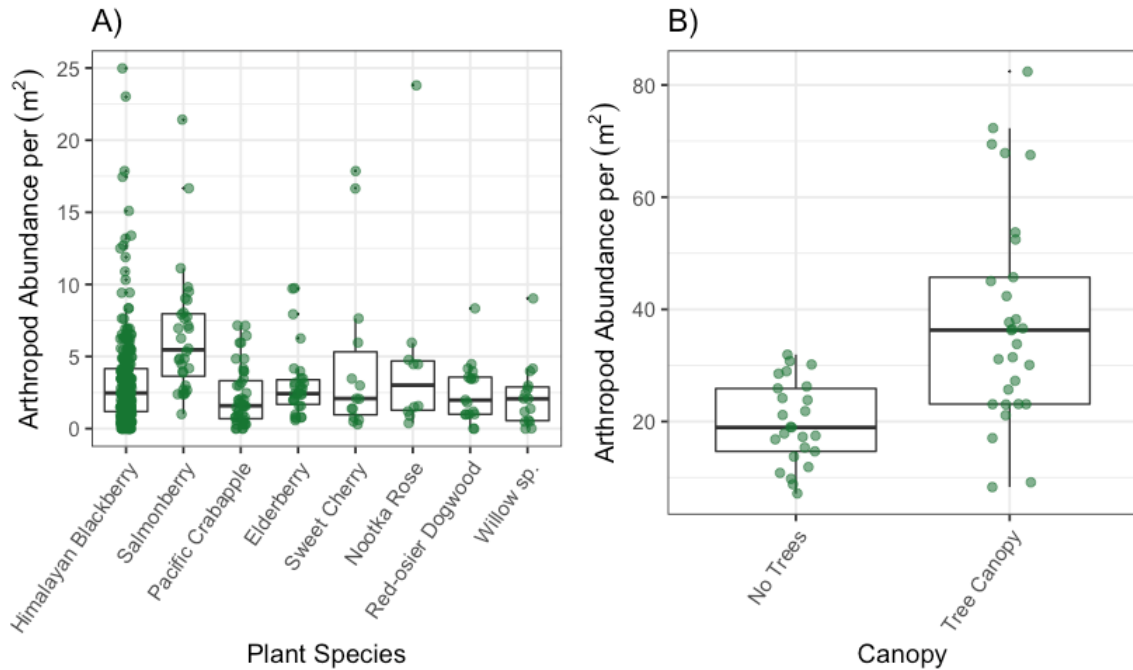 A)
Arthropod Abundance per (m²)
25
20
15
10
5
0
Himalayan Blackberry
Salmonberry
Pacific Crabapple
Elderberry
Sweet Cherry
Nootka Rose
Red-osier Dogwood
Willow sp.
Plant Species
B)
Arthropod Abundance per (m²)
80
60
40
20
No Trees
Tree Canopy
Canopy